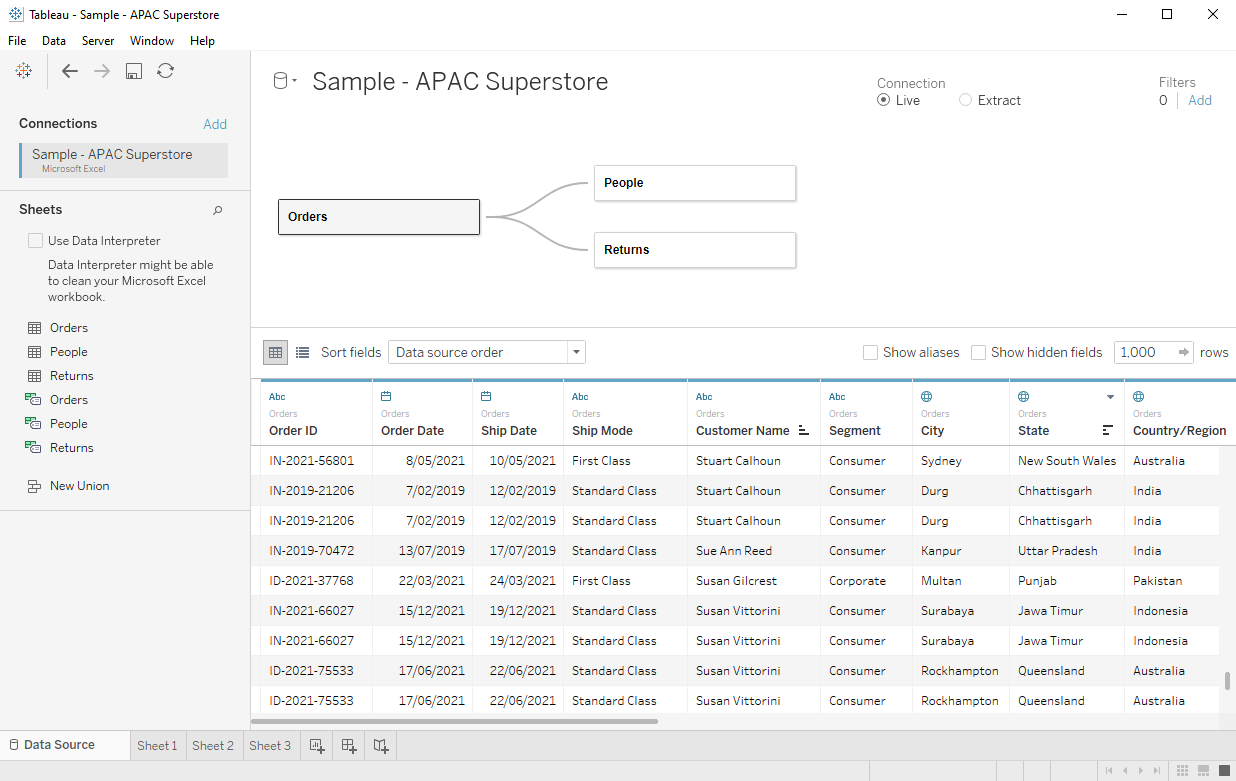 Tableau - Sample - APAC Superstore
File Data Server Window Help
Connections Add
Sample - APAC Superstore
Microsoft Excel
Sheets
Use Data Interpreter
Data Interpreter might be able
to clean your Microsoft Excel
workbook.
Orders
People
Returns
Orders
People
Returns
New Union
Sample - APAC Superstore
Connection
Live Extract
Filters
0 Add
Orders
People
Returns
Sort fields Data source order Show aliases Show hidden fields 1,000 rows
Abc Abc Abc Abc
Orders Orders Orders Orders Orders Orders Orders Orders Orders
Order ID Order Date Ship Date Ship Mode Customer Name Segment City State Country/Region
IN-2021-56801 8/05/2021 10/05/2021 First Class Stuart Calhoun Consumer Sydney New South Wales Australia
IN-2019-21206 7/02/2019 12/02/2019 Standard Class Stuart Calhoun Consumer Durg Chhattisgarh India
IN-2019-21206 7/02/2019 12/02/2019 Standard Class Stuart Calhoun Consumer Durg Chhattisgarh India
IN-2019-70472 13/07/2019 17/07/2019 Standard Class Sue Ann Reed Consumer Kanpur Uttar Pradesh India
ID-2021-37768 22/03/2021 24/03/2021 First Class Susan Gilcrest Corporate Multan Punjab Pakistan
IN-2021-66027 15/12/2021 19/12/2021 Standard Class Susan Vittorini Consumer Surabaya Jawa Timur Indonesia
IN-2021-66027 15/12/2021 19/12/2021 Standard Class Susan Vittorini Consumer Surabaya Jawa Timur Indonesia
ID-2021-75533 17/06/2021 22/06/2021 Standard Class Susan Vittorini Consumer Rockhampton Queensland Australia
ID-2021-75533 17/06/2021 22/06/2021 Standard Class Susan Vittorini Consumer Rockhampton Queensland Australia
Data Source Sheet 1 Sheet 2 Sheet 3